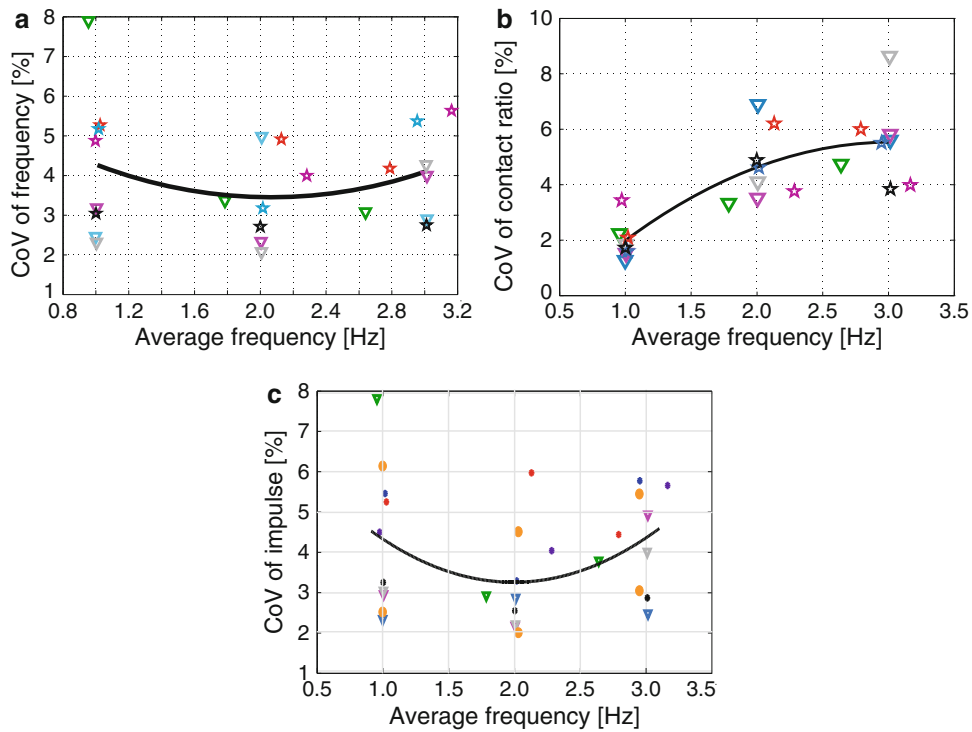 a
CoV of frequency [%]
8
7
6
5
4
3
2
1
0.8 1.2 1.6 2.0 2.4 2.8 3.2
Average frequency [Hz]
b
CoV of contact ratio [%]
10
8
6
4
2
0
0.5 1.0 1.5 2.0 2.5 3.0 3.5
Average frequency [Hz]
c
CoV of impulse [%]
8
7
6
5
4
3
2
1
0.5 1.0 1.5 2.0 2.5 3.0 3.5
Average frequency [Hz]